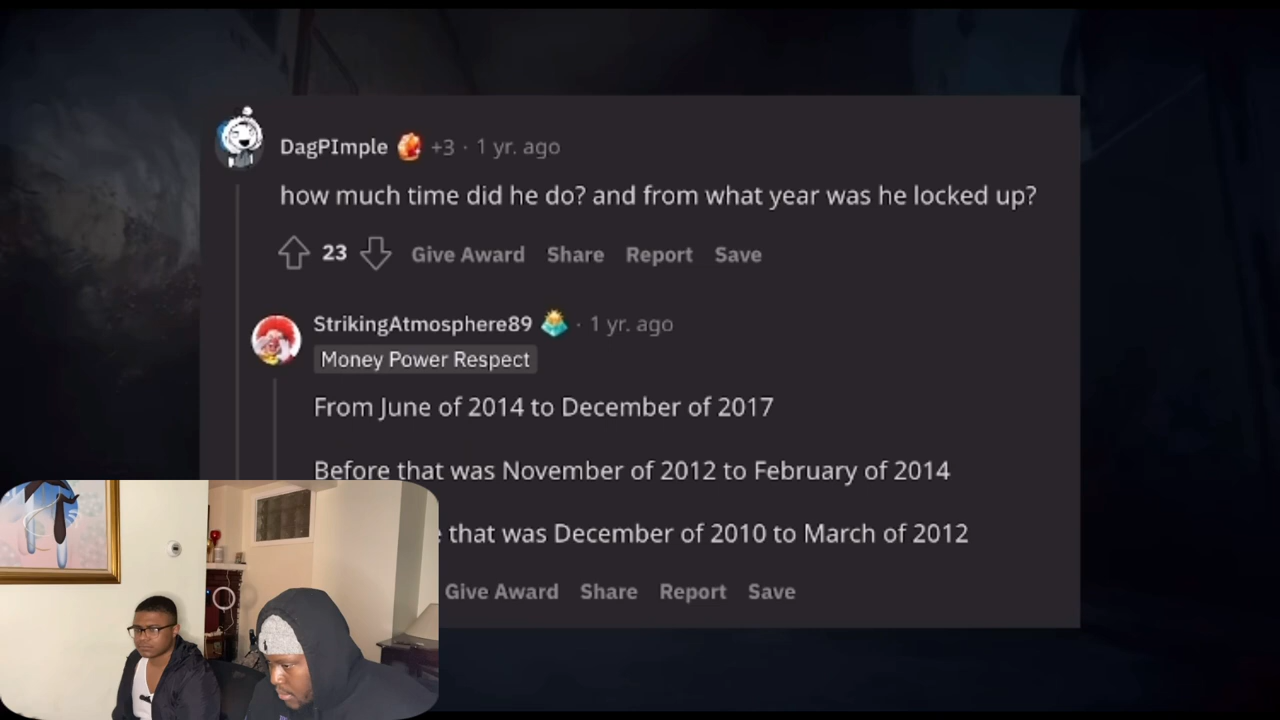 DagPImple +3 · 1 yr. ago
how much time did he do? and from what year was he locked up?
23 Give Award Share Report Save
StrikingAtmosphere89 · 1 yr. ago
Money Power Respect
From June of 2014 to December of 2017
Before that was November of 2012 to February of 2014
that was December of 2010 to March of 2012
Give Award Share Report Save